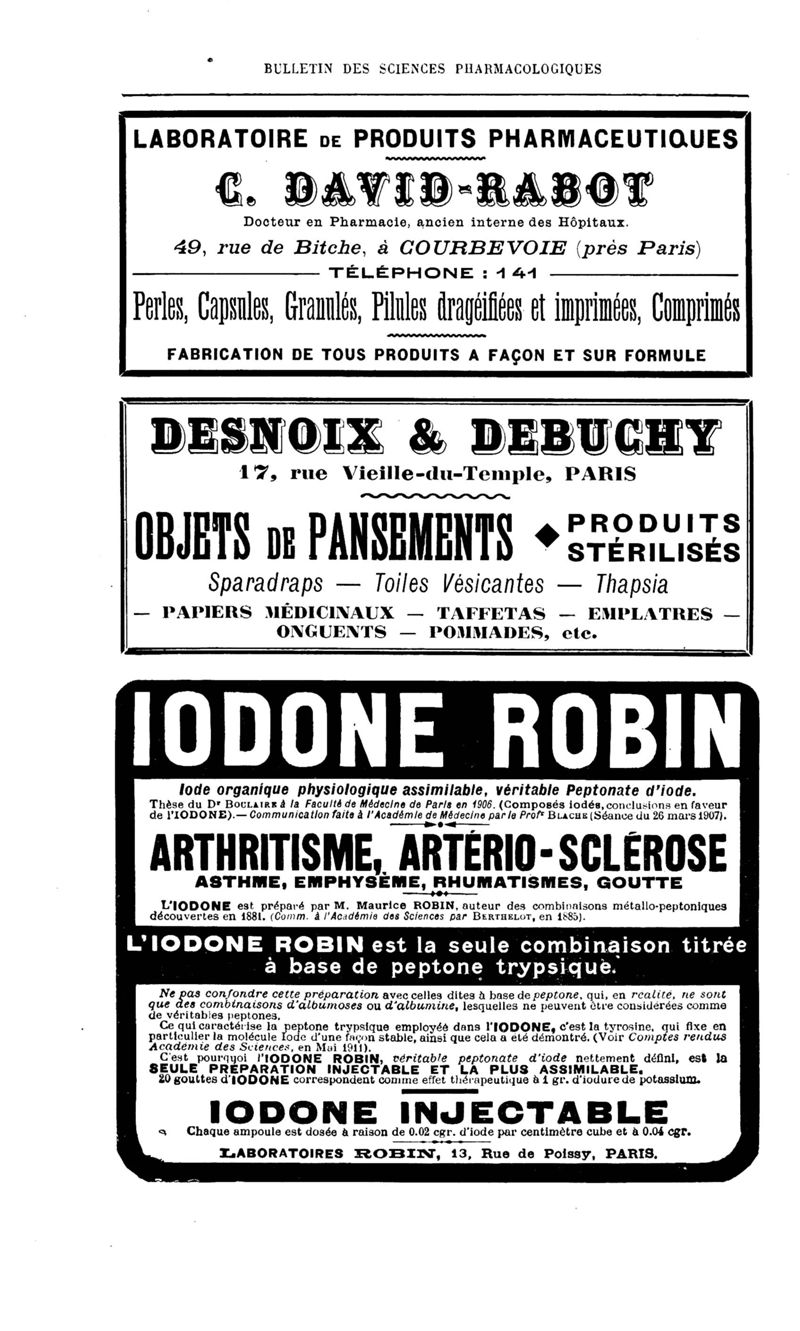 BULLETIN DES SCIENCES PHARMACOLOGIQUES
LABORATOIRE DE PRODUITS PHARMACEUTIQUES
C. DAVID-RABOT
Docteur en Pharmacie, ancien interne des Hôpitaux.
49, rue de Bitche, à COURBEVOIE (près Paris)
TÉLÉPHONE : 141
Perles, Capsules, Granulés, Pilules dragéifiées et imprimées, Comprimés
FABRICATION DE TOUS PRODUITS A FAÇON ET SUR FORMULE
DESNOIX & DEBUCHY
17, rue Vieille-du-Temple, PARIS
OBJETS DE PANSEMENTS ◆ PRODUITS
STÉRILISÉS
Sparadraps — Toiles Vésicantes — Thapsia
— PAPIERS MÉDICINAUX — TAFFETAS — EMPLATRES —
ONGUENTS — POMMADES, etc.
IODONE ROBIN
Iode organique physiologique assimilable, véritable Peptonate d'iode.
Thèse du Dr BOCLAIRE à la Faculté de Médecine de Paris en 1906. (Composés iodés, conclusions en faveur
de l'IODONE).— Communication faite à l'Académie de Médecine par le Profr BLACHE (Séance du 26 mars 1907).
ARTHRITISME, ARTÉRIO-SCLÉROSE
ASTHME, EMPHYSÈME, RHUMATISMES, GOUTTE
L'IODONE est préparé par M. Maurice ROBIN, auteur des combinaisons métallo-peptoniques
découvertes en 1881. (Comm. à l'Académie des Sciences par BERTHELOT, en 1885).
L'IODONE ROBIN est la seule combinaison titrée
à base de peptone trypsique.
Ne pas confondre cette préparation avec celles dites à base de peptone, qui, en realité, ne sont
que des combinaisons d'albumoses ou d'albumine, lesquelles ne peuvent être considérées comme
de véritables peptones.
Ce qui caractérise la peptone trypsique employée dans l'IODONE, c'est la tyrosine, qui fixe en
particulier la molécule Iode d'une façon stable, ainsi que cela a eté démontré. (Voir Comptes rendus
Académie des Sciences, en Mai 1911).
C'est pourquoi l'IODONE ROBIN, véritable peptonate d'iode nettement défini, est la
SEULE PRÉPARATION INJECTABLE ET LA PLUS ASSIMILABLE.
20 gouttes d'IODONE correspondent comme effet thérapeutique à 1 gr. d'iodure de potassium.
IODONE INJECTABLE
Chaque ampoule est dosée à raison de 0.02 cgr. d'iode par centimètre cube et à 0.04 cgr.
LABORATOIRES ROBIN, 13, Rue de Poissy, PARIS.